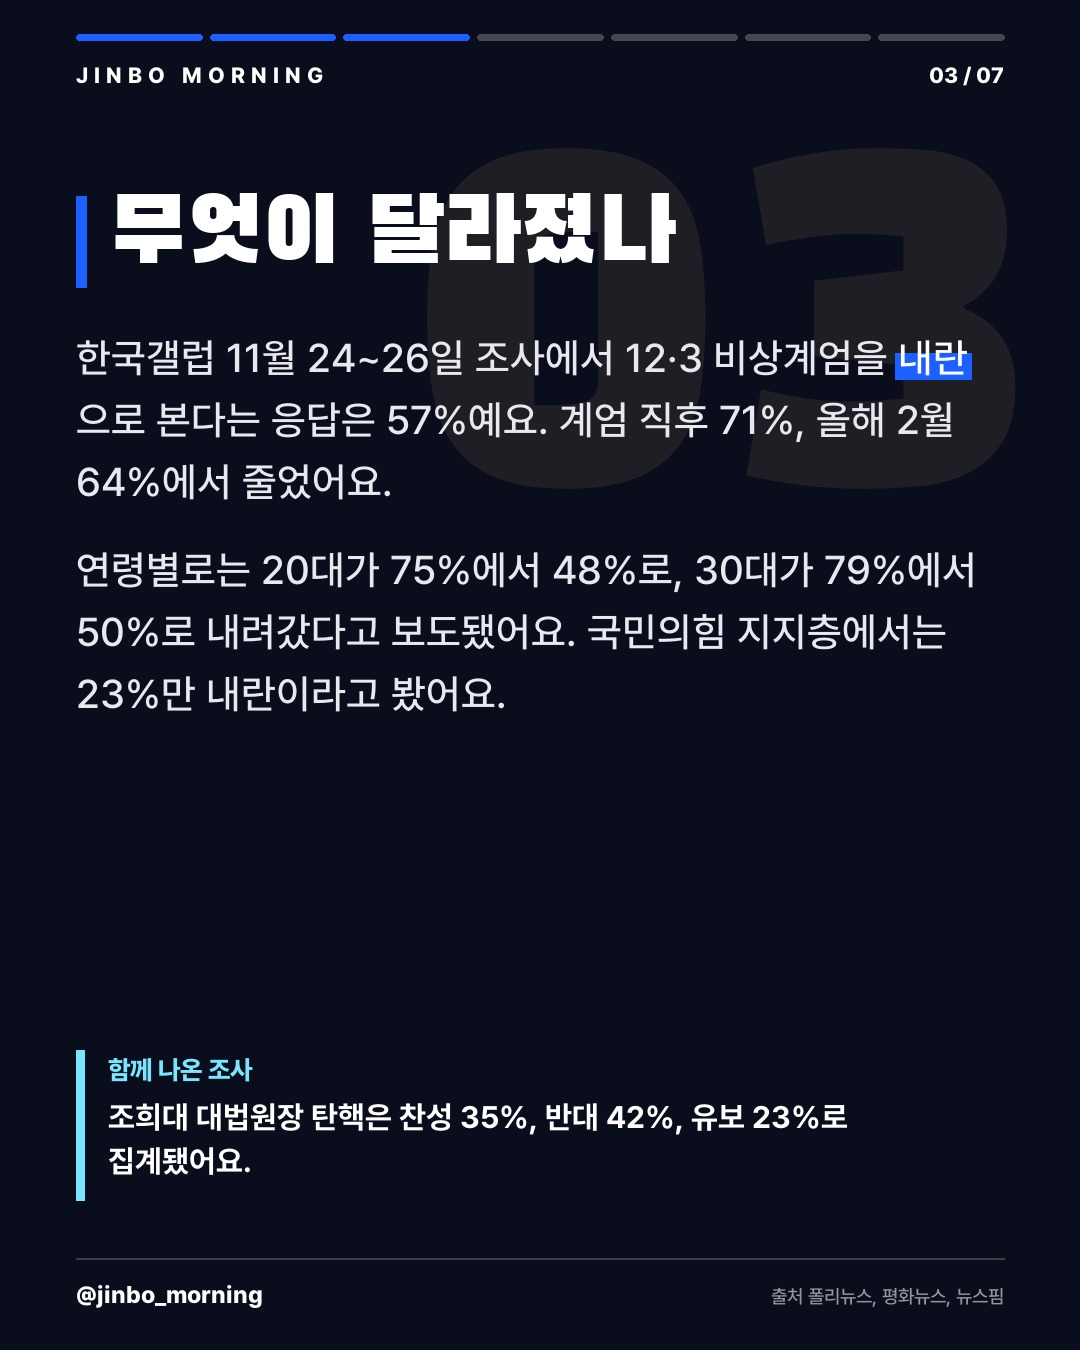 JINBO MORNING
03 / 07
03
무엇이 달라졌나
한국갤럽 11월 24~26일 조사에서 12·3 비상계엄을 내란
으로 본다는 응답은 57%예요. 계엄 직후 71%, 올해 2월
64%에서 줄었어요.
연령별로는 20대가 75%에서 48%로, 30대가 79%에서
50%로 내려갔다고 보도됐어요. 국민의힘 지지층에서는
23%만 내란이라고 봤어요.
함께 나온 조사
조희대 대법원장 탄핵은 찬성 35%, 반대 42%, 유보 23%로
집계됐어요.
@jinbo_morning
출처 폴리뉴스, 평화뉴스, 뉴스핌